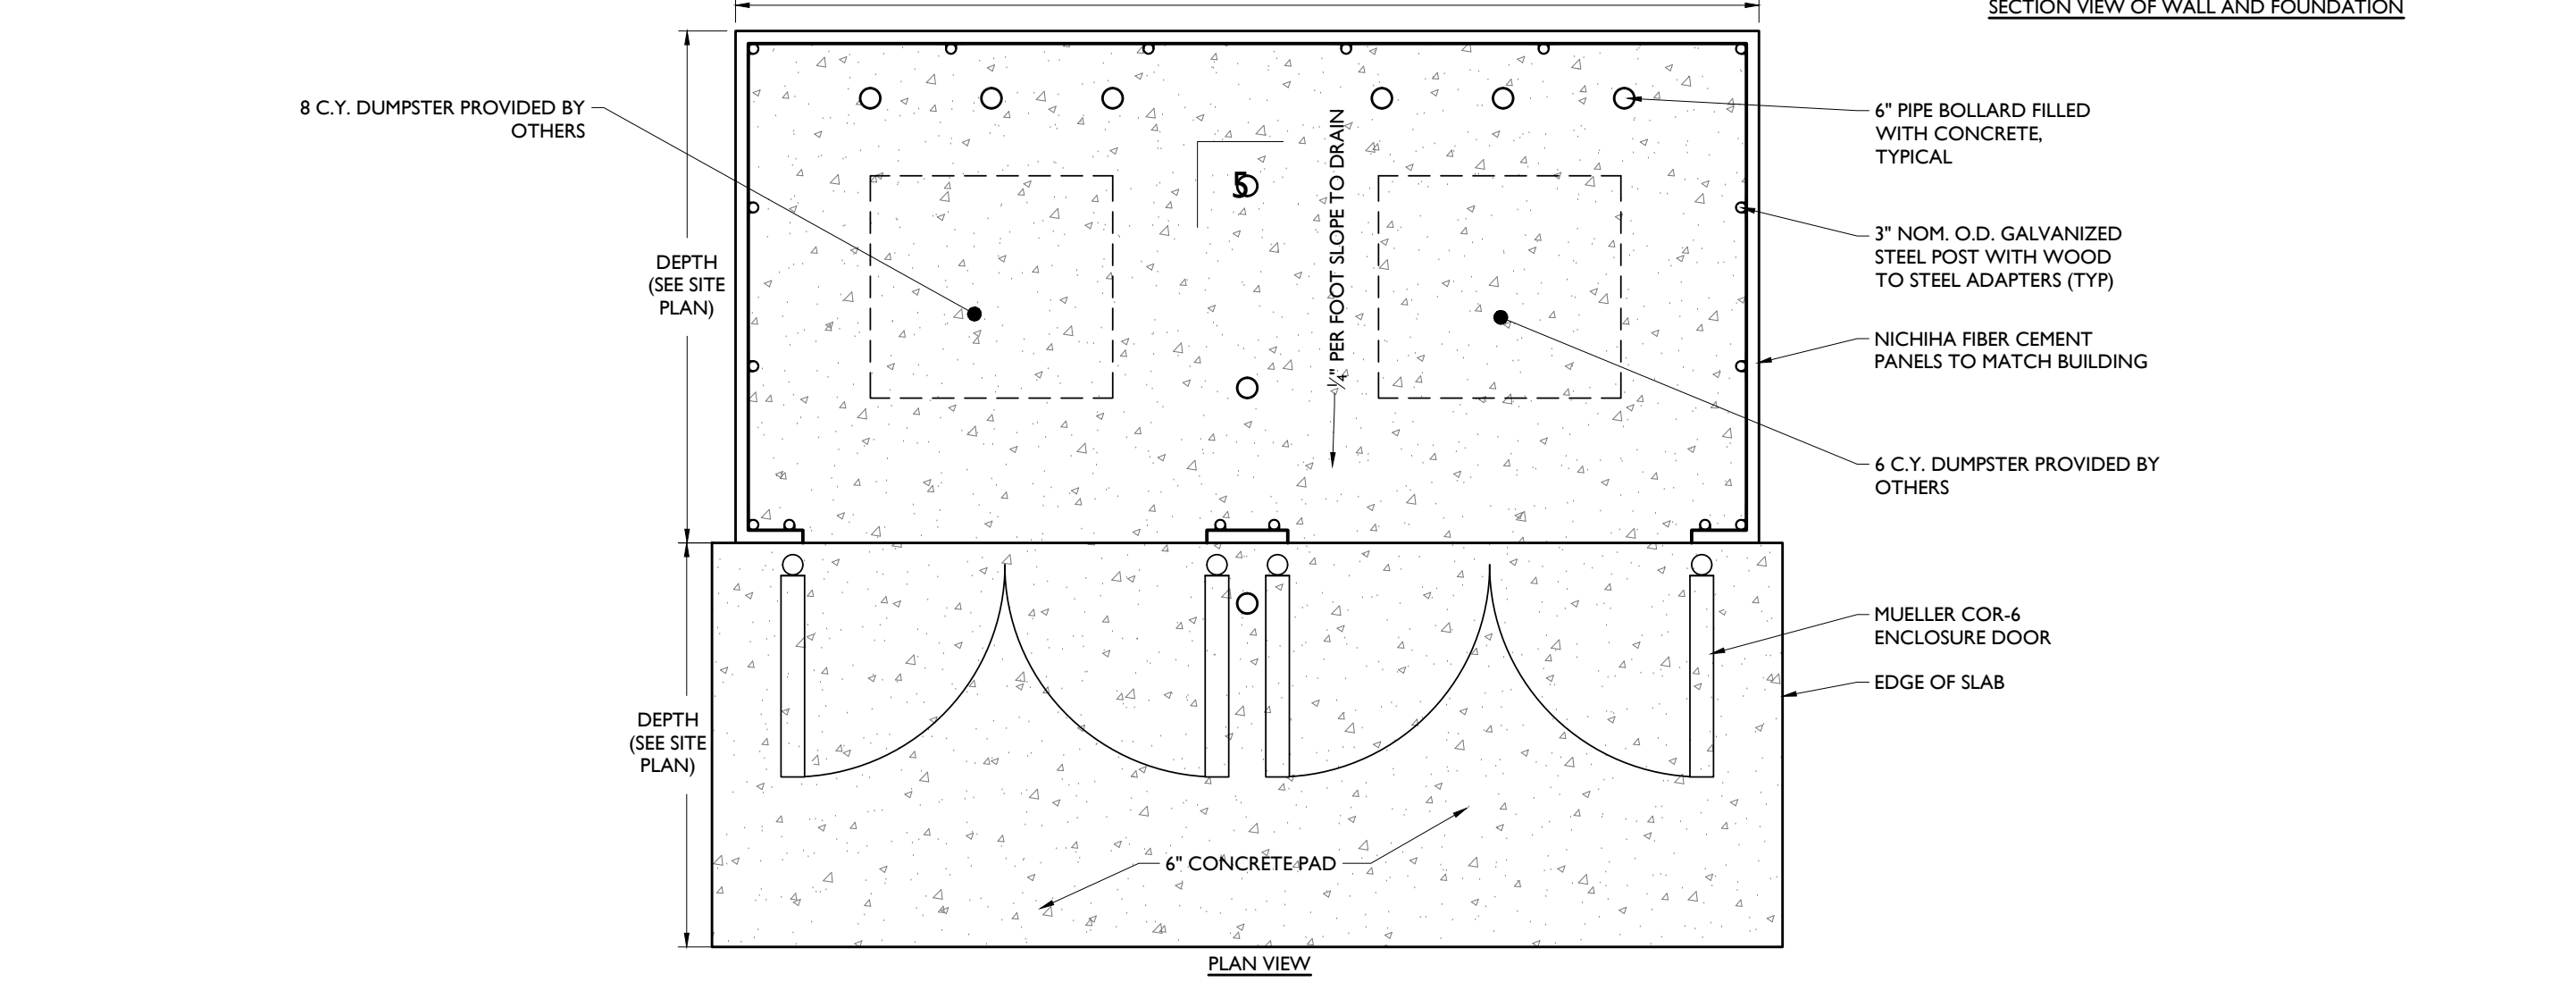 SECTION VIEW OF WALL AND FOUNDATION
8 C.Y. DUMPSTER PROVIDED BY
OTHERS
6" PIPE BOLLARD FILLED
WITH CONCRETE,
TYPICAL
5
¼" PER FOOT SLOPE TO DRAIN
3" NOM. O.D. GALVANIZED
STEEL POST WITH WOOD
TO STEEL ADAPTERS (TYP)
DEPTH
(SEE SITE
PLAN)
NICHIHA FIBER CEMENT
PANELS TO MATCH BUILDING
6 C.Y. DUMPSTER PROVIDED BY
OTHERS
MUELLER COR-6
ENCLOSURE DOOR
EDGE OF SLAB
DEPTH
(SEE SITE
PLAN)
6" CONCRETE PAD
PLAN VIEW